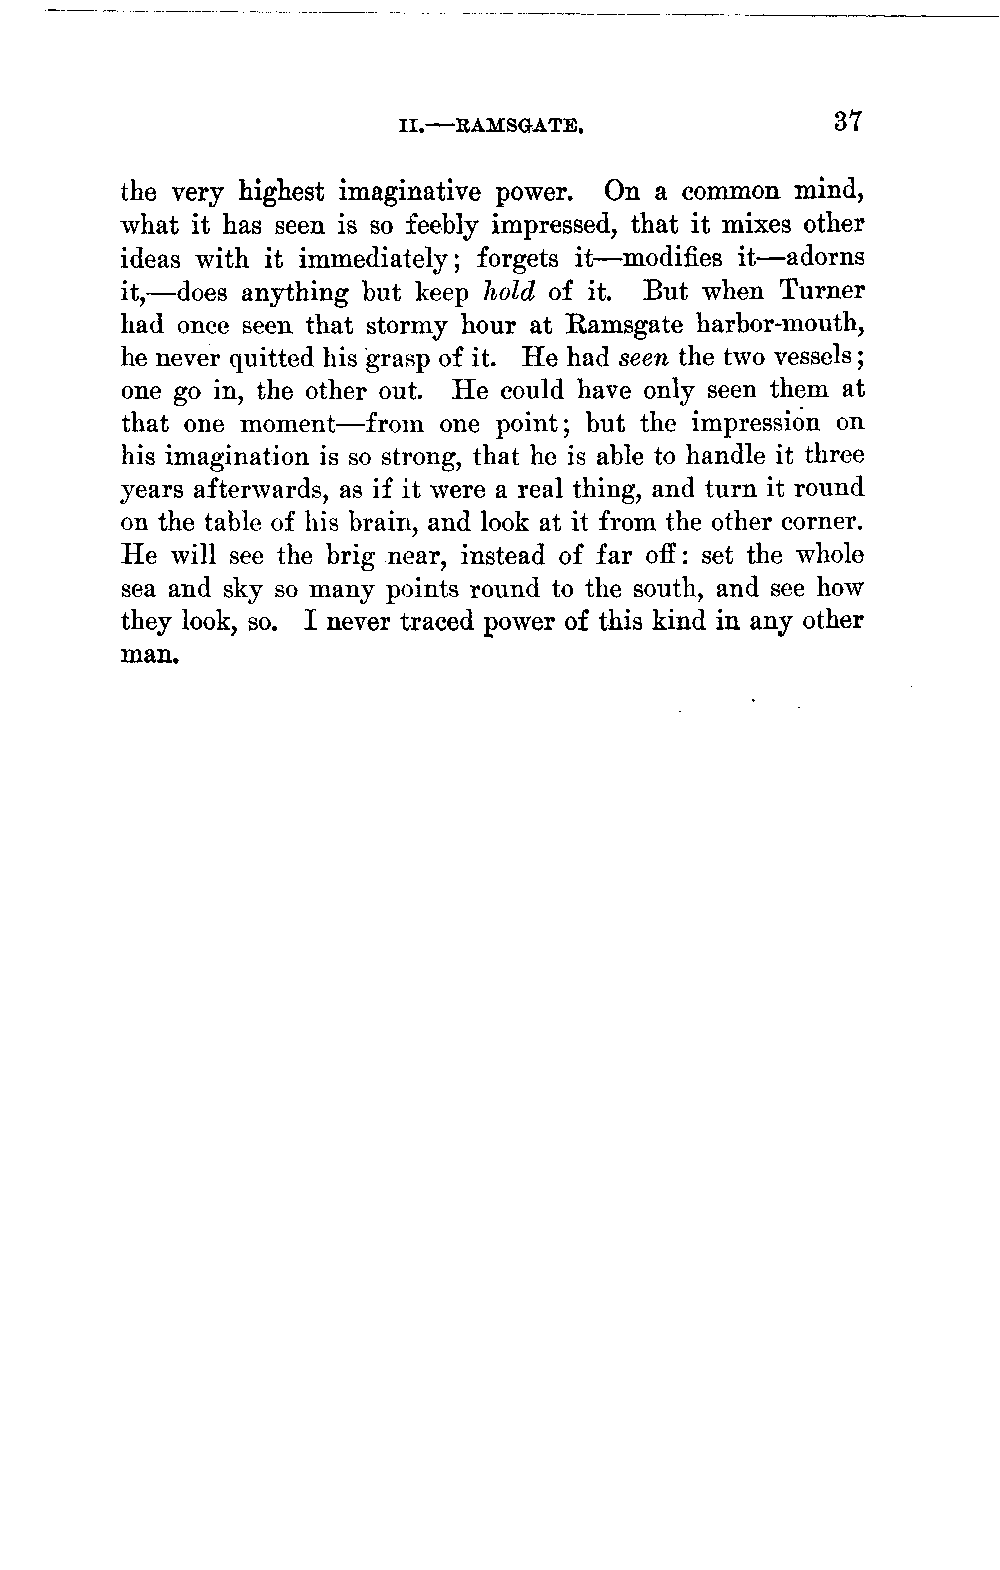 II.—RAMSGATE. 37
the very highest imaginative power. On a common mind,
what it has seen is so feebly impressed, that it mixes other
ideas with it immediately; forgets it—modifies it—adorns
it,—does anything but keep hold of it. But when Turner
had once seen that stormy hour at Ramsgate harbor-mouth,
he never quitted his grasp of it. He had seen the two vessels;
one go in, the other out. He could have only seen them at
that one moment—from one point; but the impression on
his imagination is so strong, that he is able to handle it three
years afterwards, as if it were a real thing, and turn it round
on the table of his brain, and look at it from the other corner.
He will see the brig near, instead of far off: set the whole
sea and sky so many points round to the south, and see how
they look, so. I never traced power of this kind in any other
man.